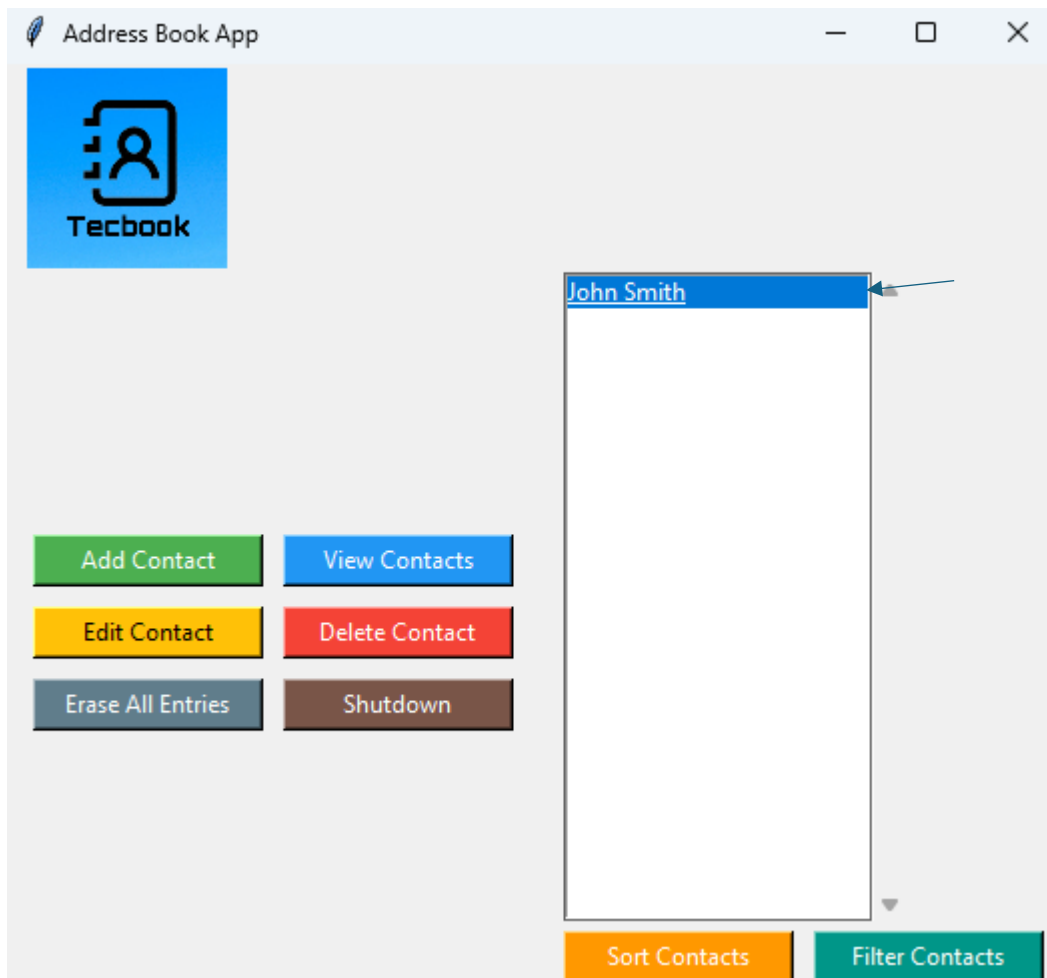 Address Book App
Tecbook
John Smith
Add Contact
View Contacts
Edit Contact
Delete Contact
Erase All Entries
Shutdown
Sort Contacts
Filter Contacts